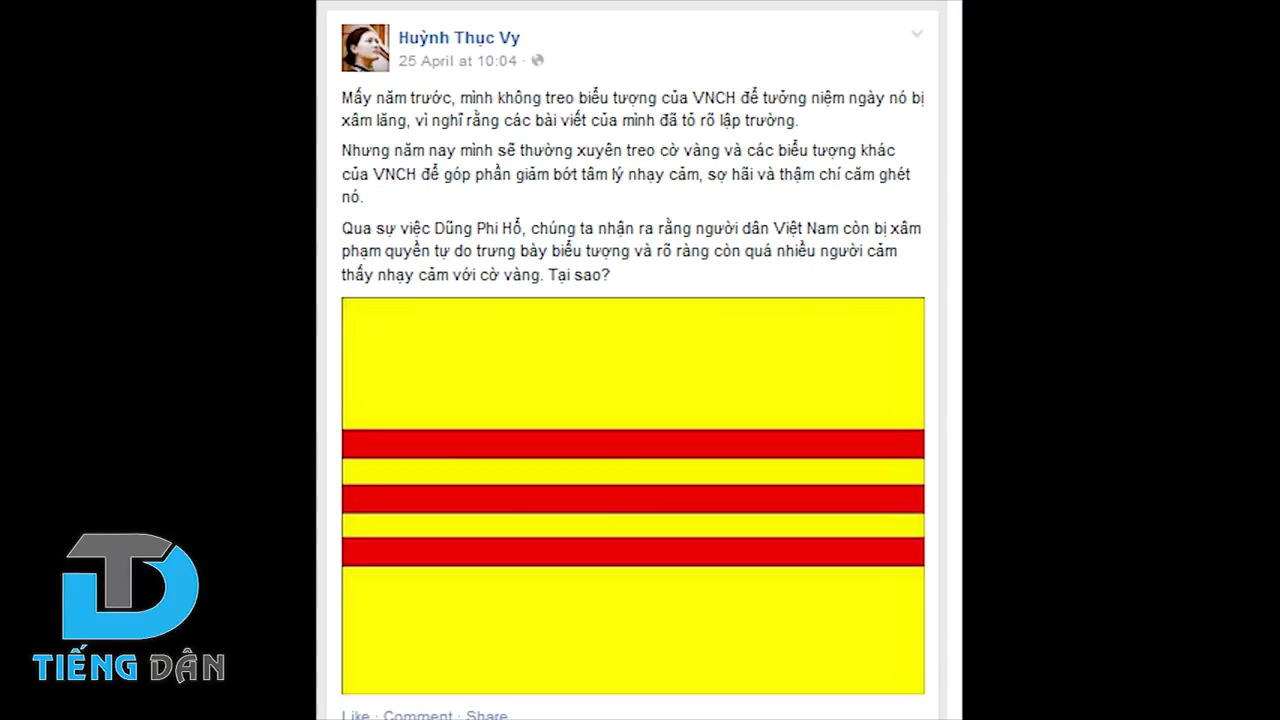 Huỳnh Thục Vy
25 April at 10:04 ·
Mấy năm trước, mình không treo biểu tượng của VNCH để tưởng niệm ngày nó bị
xâm lăng, vì nghĩ rằng các bài viết của mình đã tỏ rõ lập trường.
Nhưng năm nay mình sẽ thường xuyên treo cờ vàng và các biểu tượng khác
của VNCH để góp phần giảm bớt tâm lý nhạy cảm, sợ hãi và thậm chí căm ghét
nó.
Qua sự việc Dũng Phi Hổ, chúng ta nhận ra rằng người dân Việt Nam còn bị xâm
phạm quyền tự do trưng bày biểu tượng và rõ ràng còn quá nhiều người cảm
thấy nhạy cảm với cờ vàng. Tại sao?
Like · Comment · Share
TD
TIẾNG DÂN